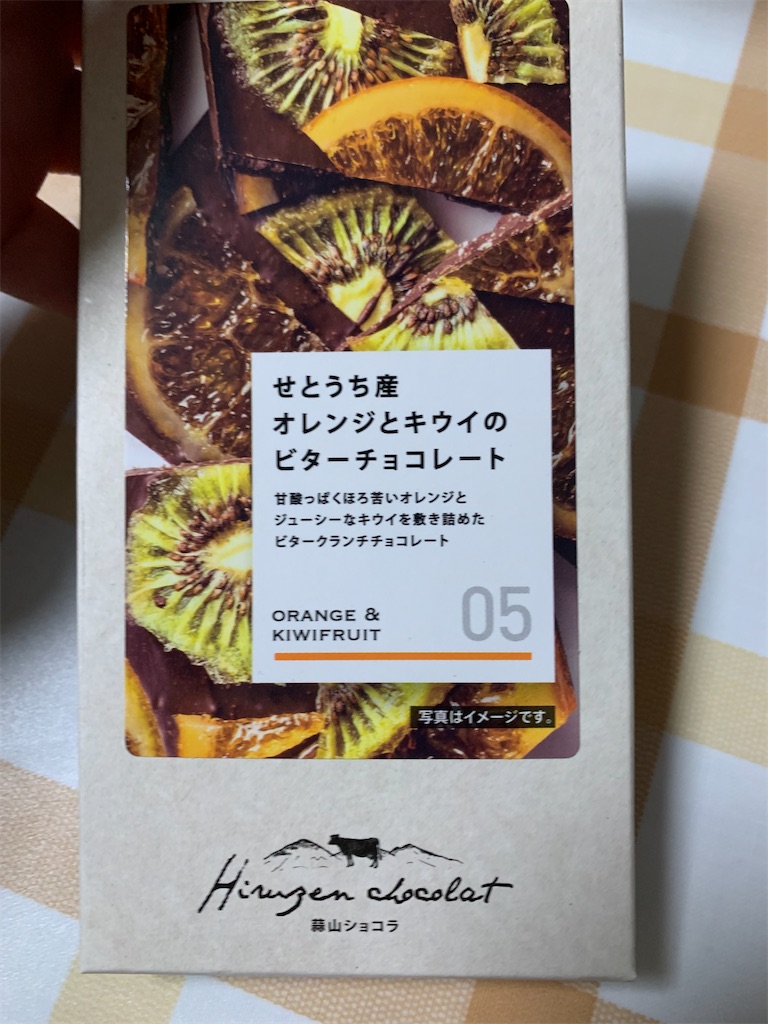 せとうち産
オレンジとキウイの
ビターチョコレート
甘酸っぱくほろ苦いオレンジと
ジューシーなキウイを敷き詰めた
ビタークランチチョコレート
ORANGE &
KIWIFRUIT
05
写真はイメージです。
Hiruzen chocolat
蒜山ショコラ